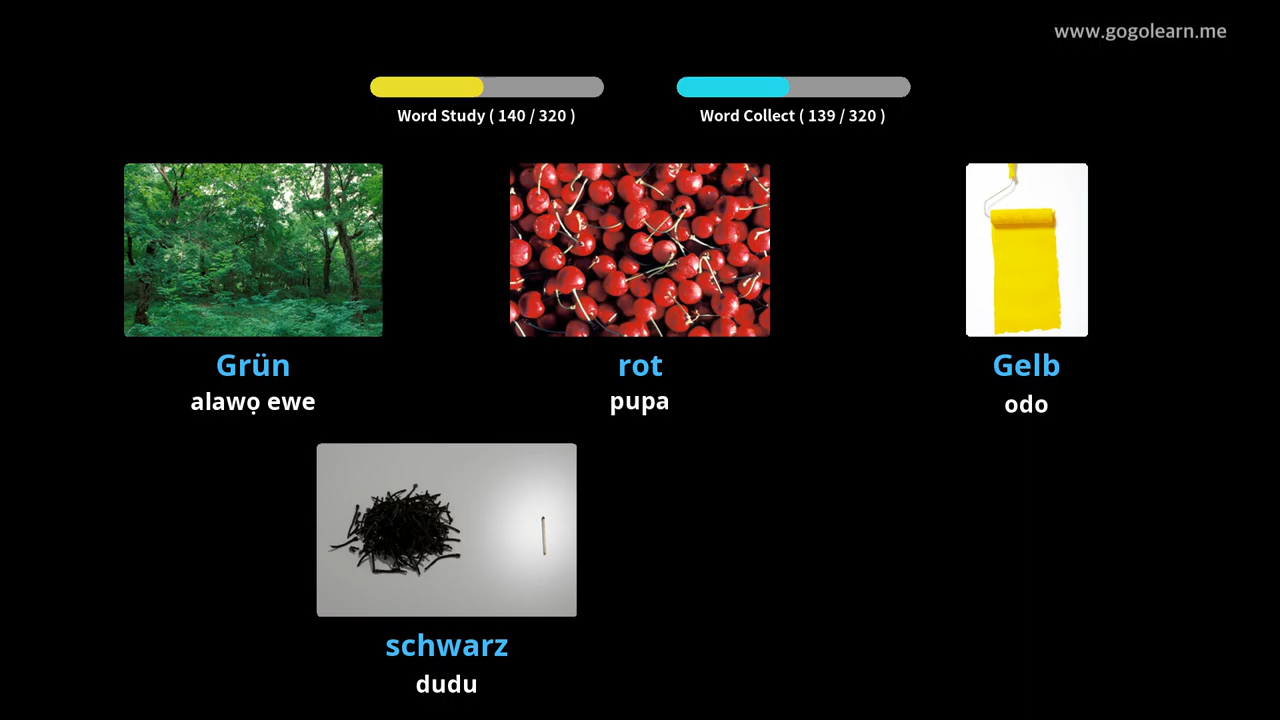 www.gogolearn.me
Word Study ( 140 / 320 )
Word Collect ( 139 / 320 )
Grün
alawọ ewe
rot
pupa
Gelb
odo
schwarz
dudu